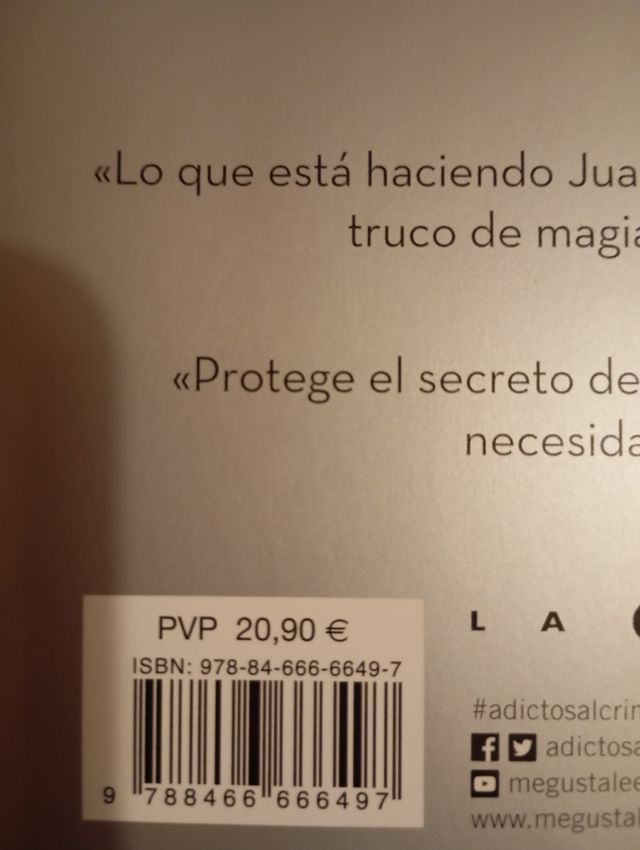 «Lo que está haciendo Jua
truco de magia
«Protege el secreto de
necesida
PVP 20,90 €
ISBN: 978-84-666-6649-7
9 788466 666497
L A
#adictosalcrim
adictosa
megustalee
www.megustal